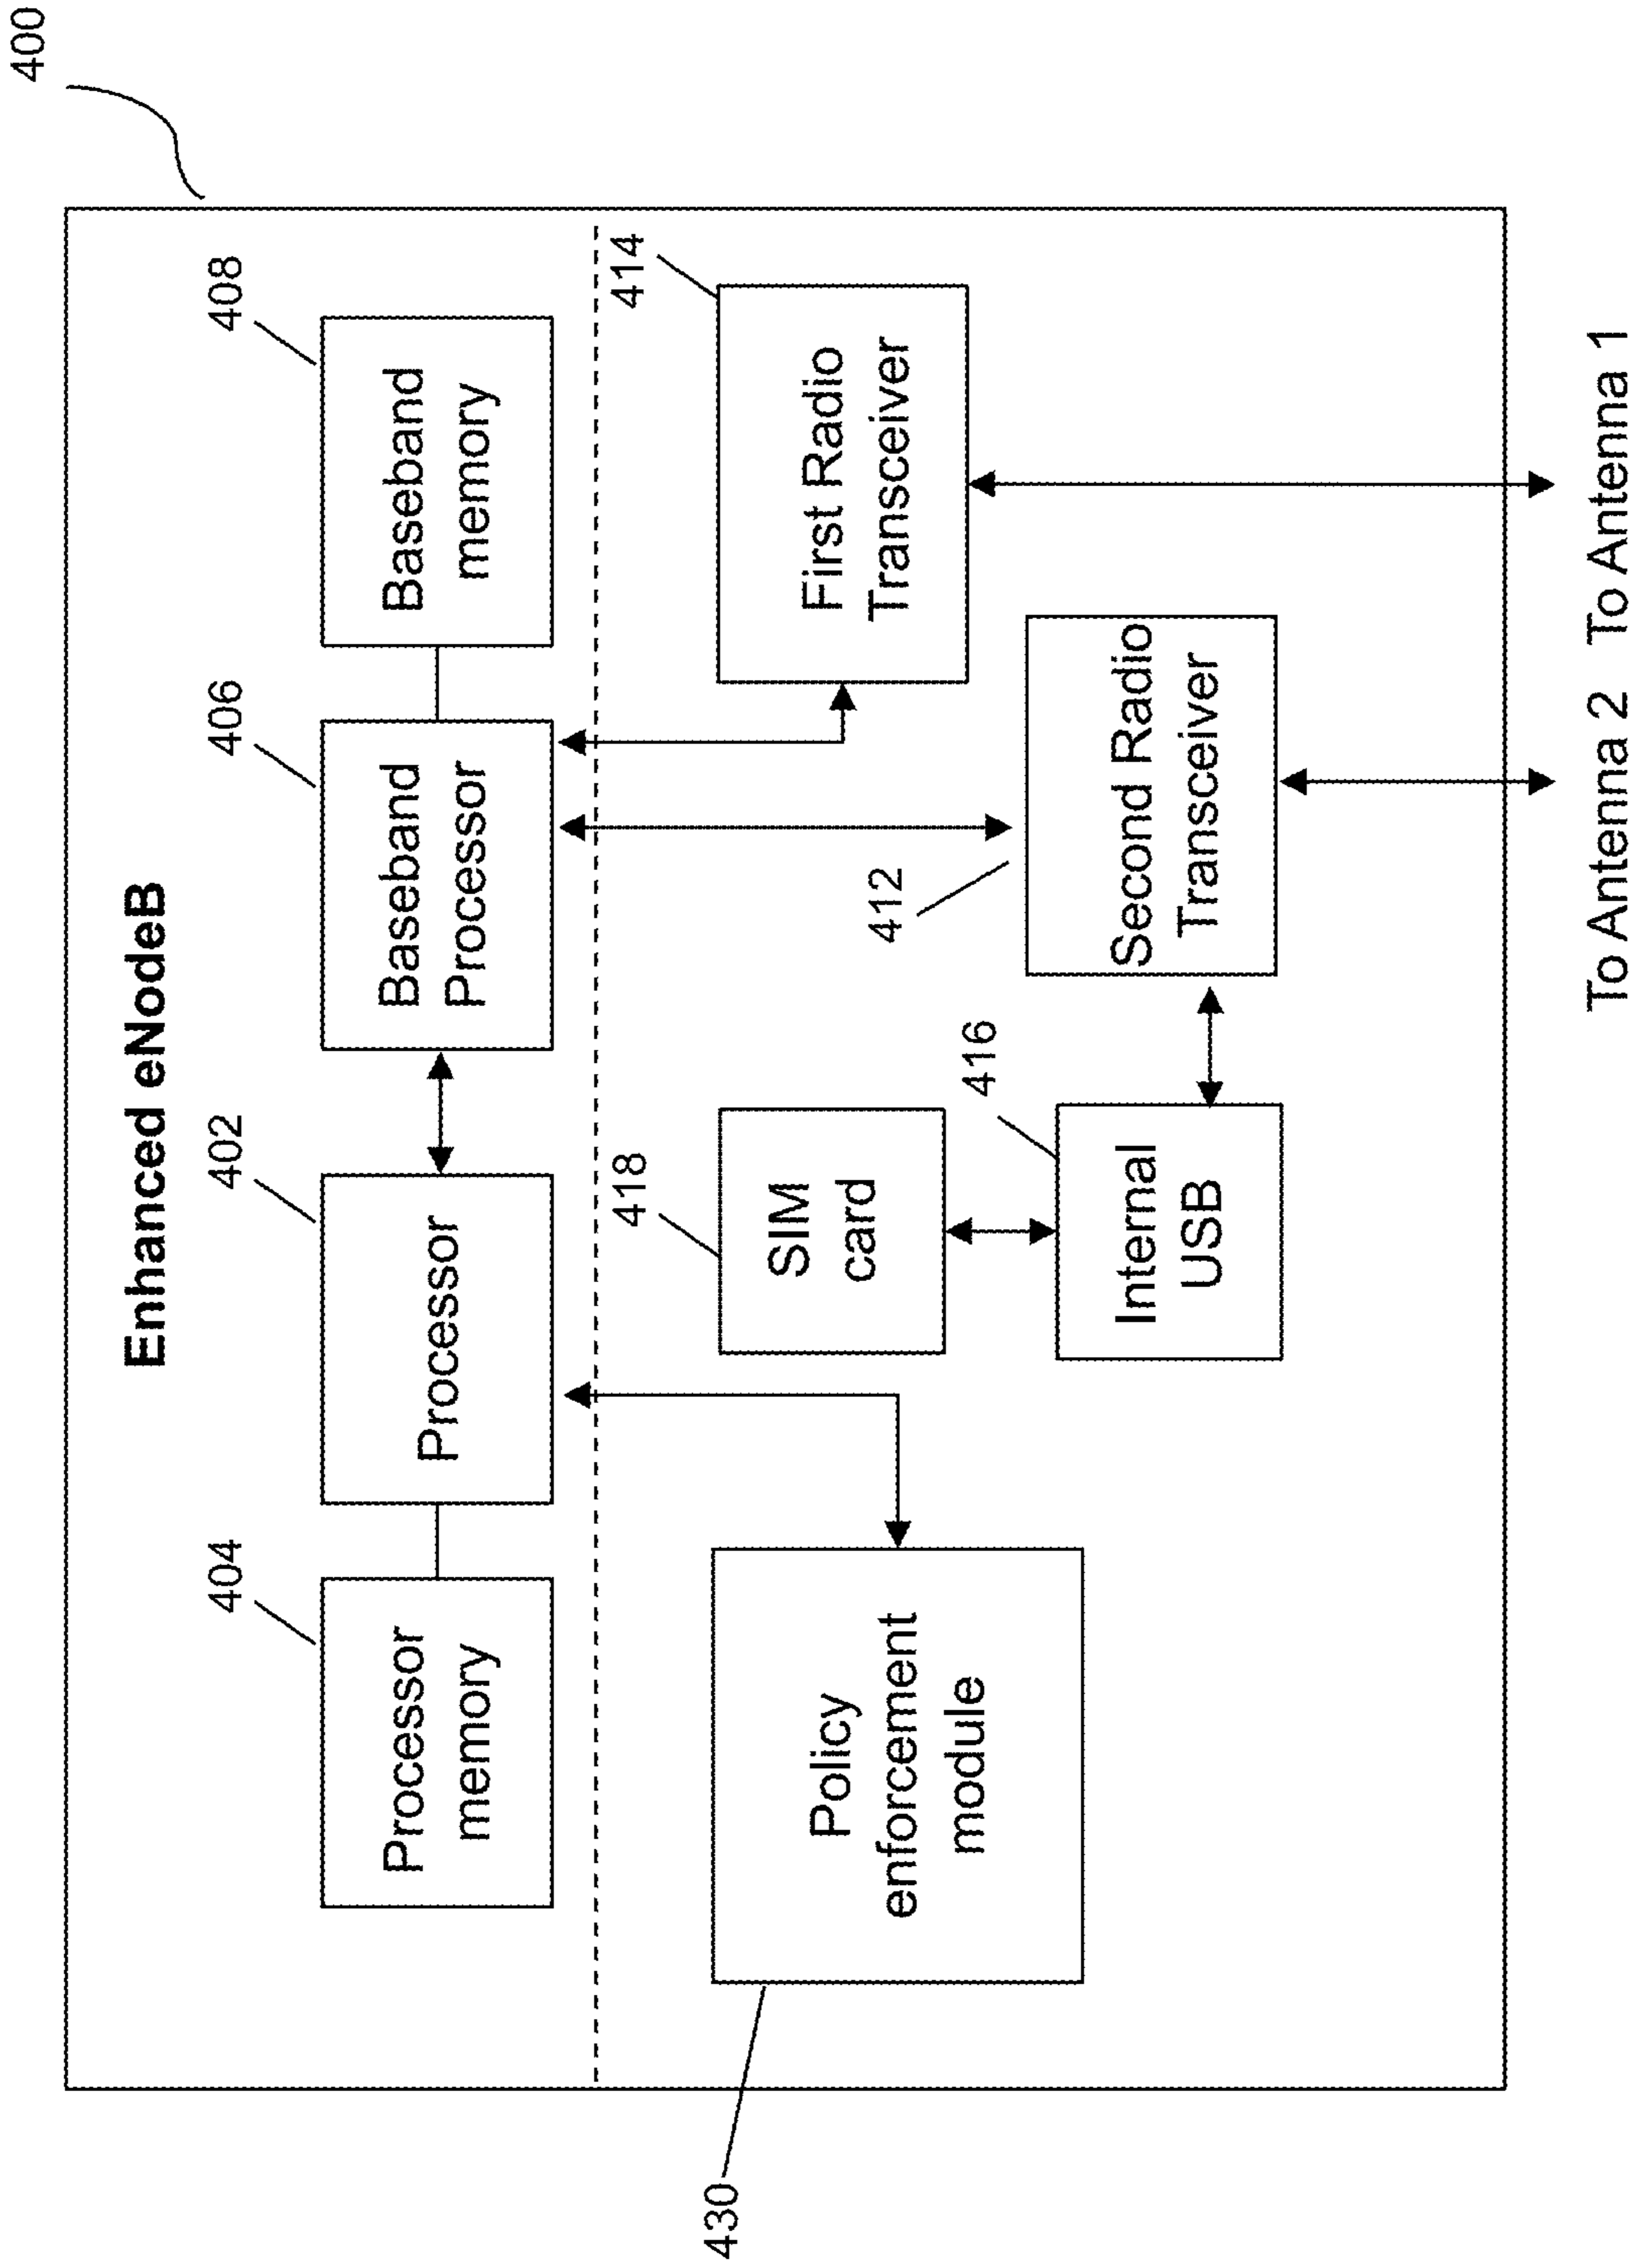 400
Enhanced eNodeB
404
402
406
408
Processor
memory
Processor
Baseband
Processor
Baseband
memory
430
418
412
414
Policy
enforcement
module
SIM
card
First Radio
Transceiver
416
Internal
USB
Second Radio
Transceiver
To Antenna 2
To Antenna 1